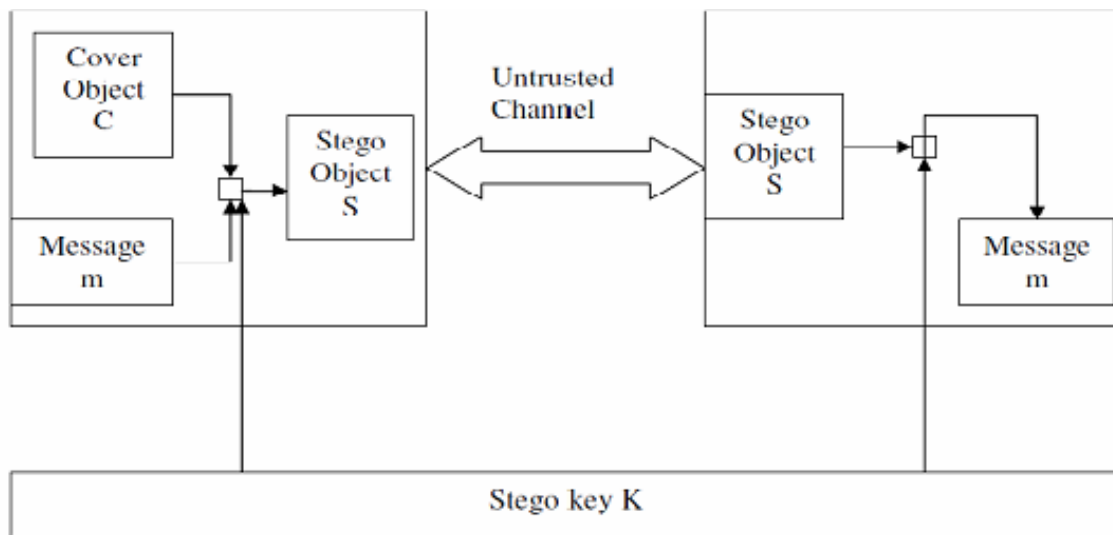 Cover
Object
C
Message
m
Stego
Object
S
Untrusted
Channel
Stego
Object
S
Message
m
Stego key K